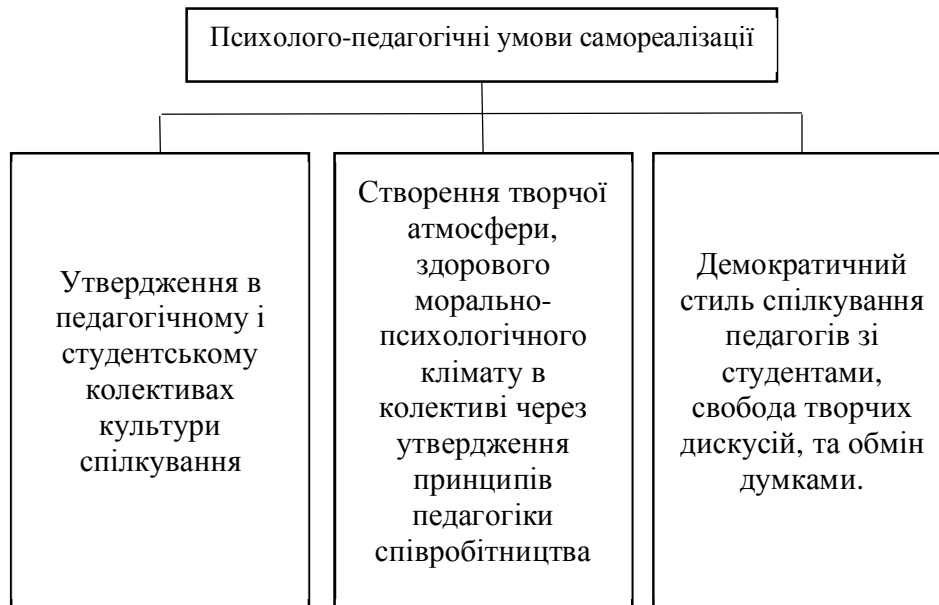 Психолого-педагогічні умови самореалізації
Утвердження в
педагогічному і
студентському
колективах
культури
спілкування
Створення творчої
атмосфери,
здорового
морально-
психологічного
клімату в
колективі через
утвердження
принципів
педагогіки
співробітництва
Демократичний
стиль спілкування
педагогів зі
студентами,
свобода творчих
дискусій, та обмін
думками.